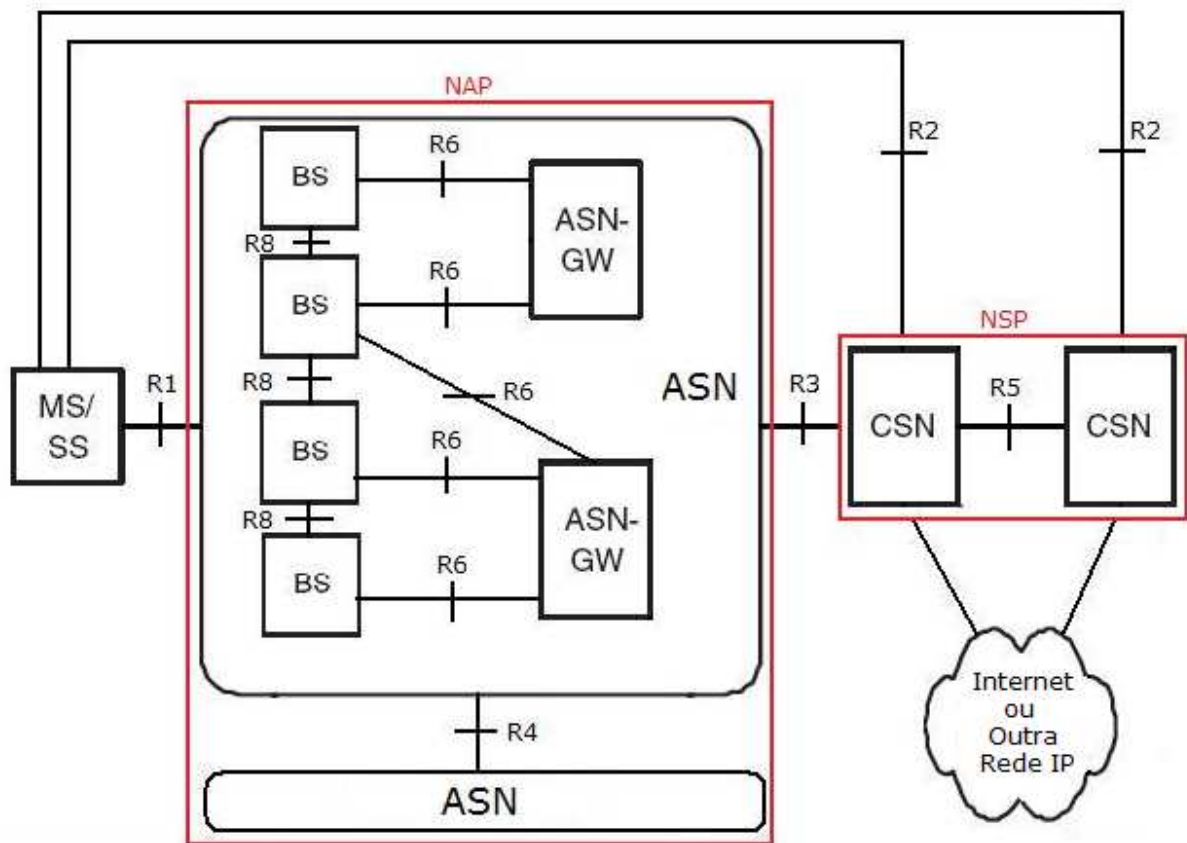 NAP
R2
R2
R6
BS
ASN-
GW
R8
R6
BS
NSP
R8
R6
ASN
R1
R3
R5
MS/
SS
CSN
CSN
BS
R6
R8
ASN-
GW
BS
R6
R4
ASN
Internet
ou
Outra
Rede IP